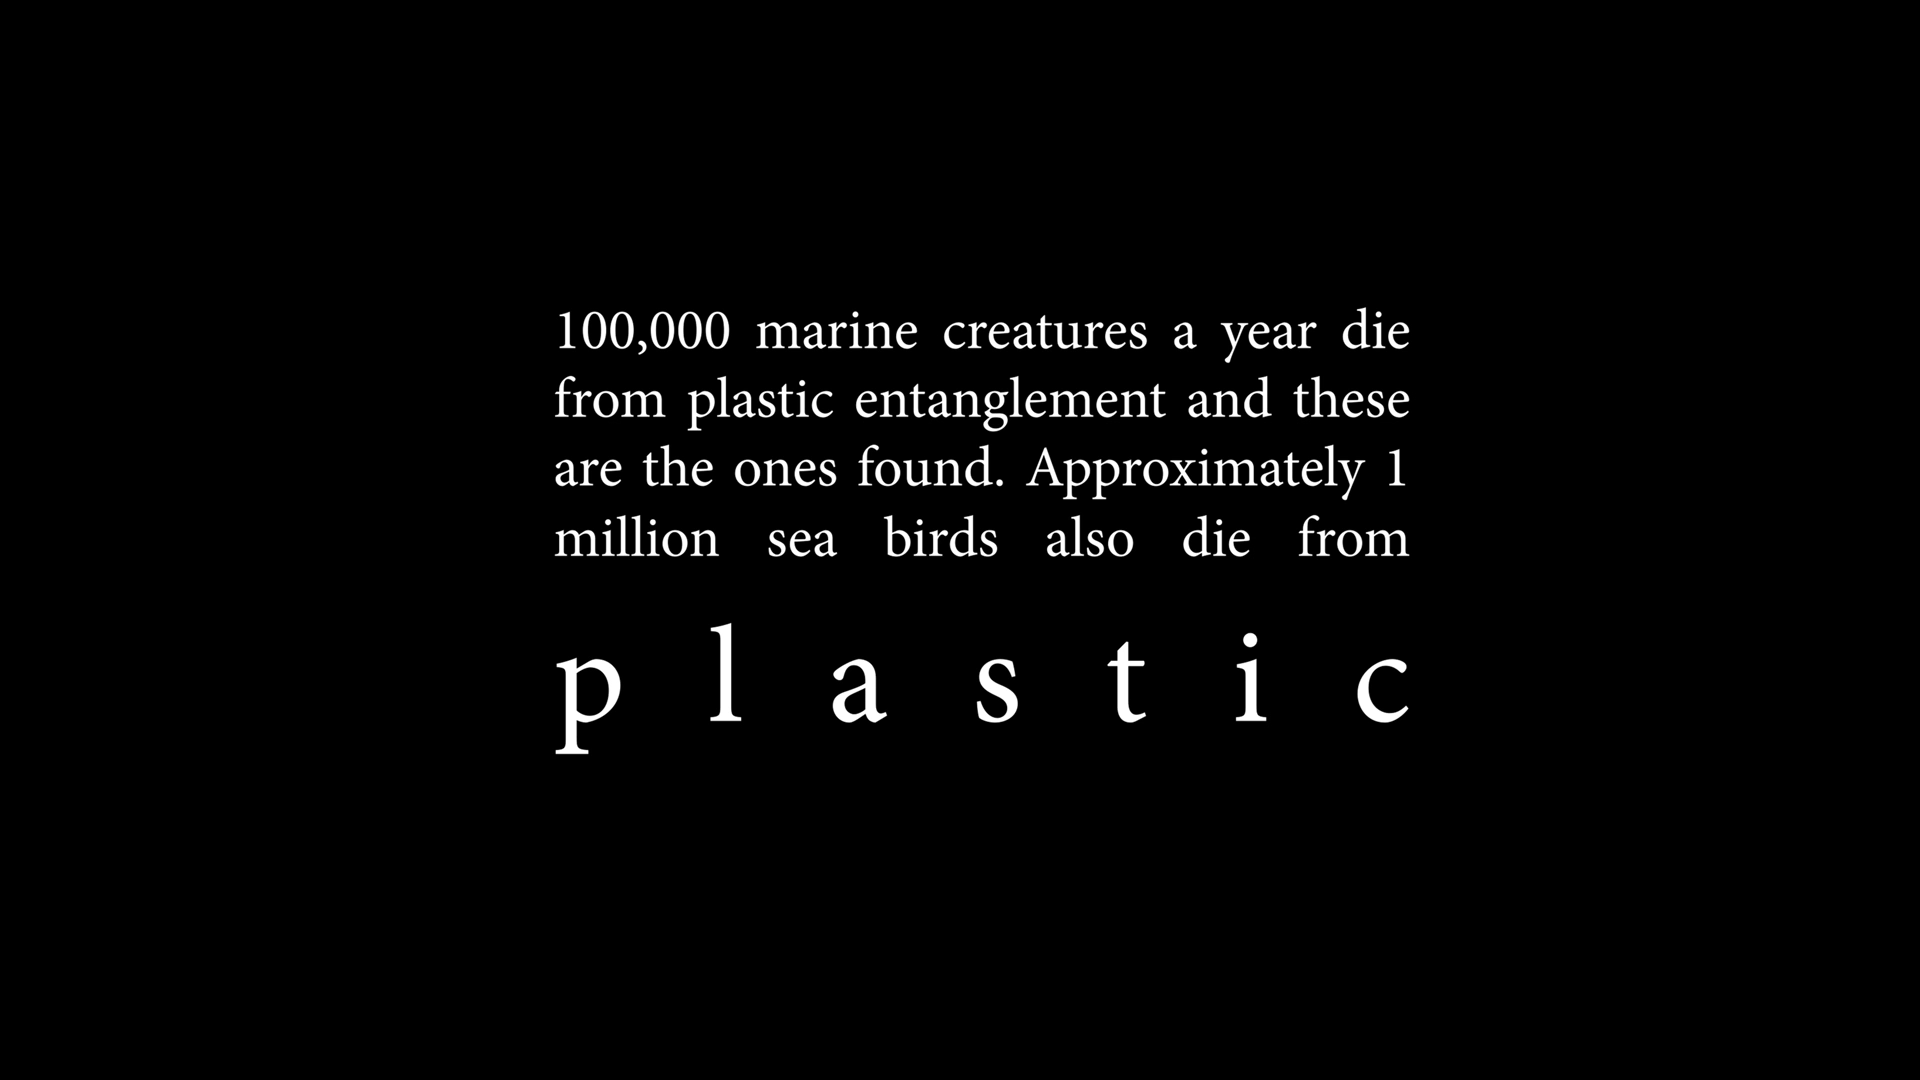 100,000 marine creatures a year die
from plastic entanglement and these
are the ones found. Approximately 1
million sea birds also die from
plastic